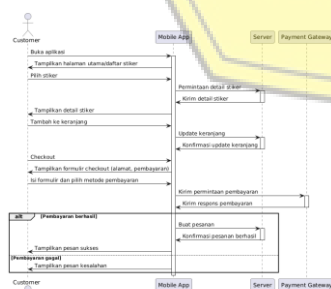 Customer
Mobile App
Server
Payment Gateway
Buka aplikasi
Tampilkan halaman utama/daftar stiker
Pilih stiker
Permintaan detail stiker
Kirim detail stiker
Tampilkan detail stiker
Tambah ke keranjang
Update keranjang
Konfirmasi update keranjang
Checkout
Tampilkan formulir checkout (alamat, pembayaran)
Isi formulir dan pilih metode pembayaran
Kirim permintaan pembayaran
Kirim respons pembayaran
alt
[Pembayaran berhasil]
Buat pesanan
Konfirmasi pesanan berhasil
Tampilkan pesan sukses
[Pembayaran gagal]
Tampilkan pesan kesalahan
Customer
Mobile App
Server
Payment Gateway